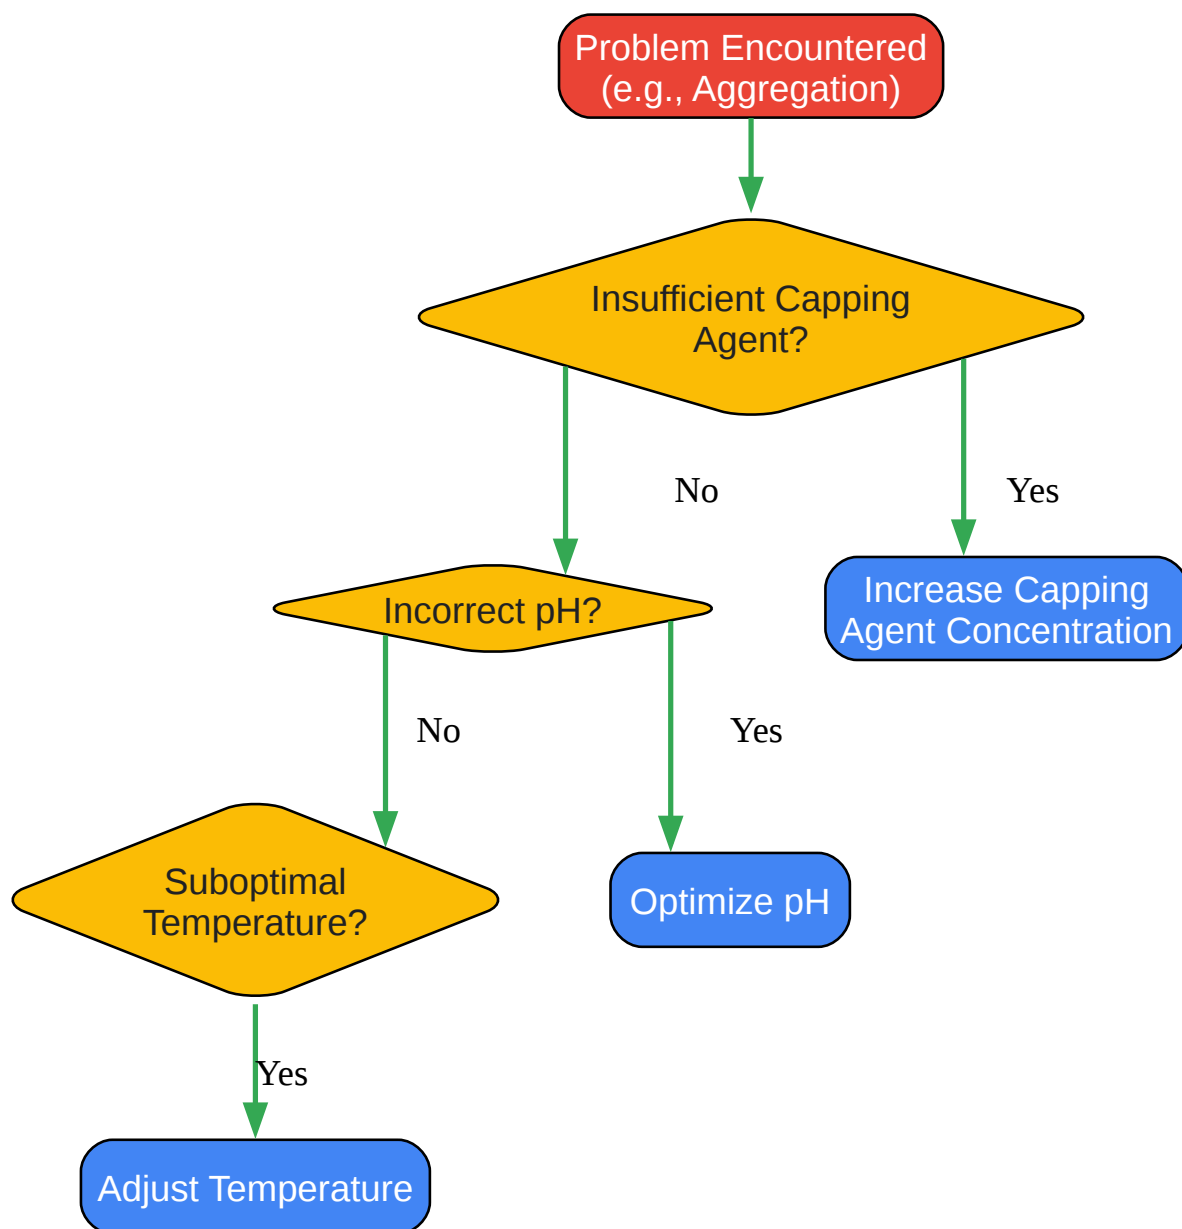 Problem Encountered
(e.g., Aggregation)
Insufficient Capping
Agent?
No
Yes
Increase Capping
Agent Concentration
Incorrect pH?
No
Yes
Suboptimal
Temperature?
Optimize pH
Yes
Adjust Temperature